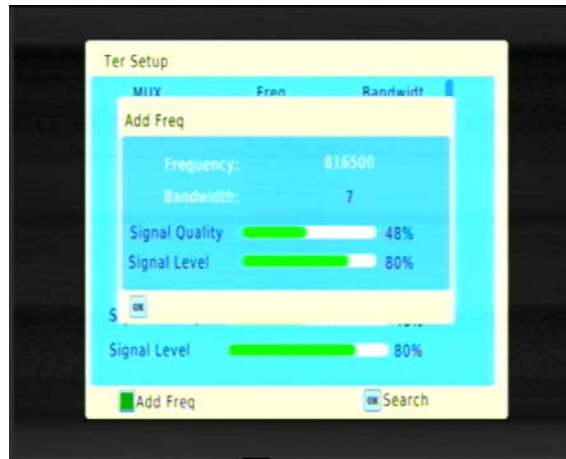 Ter Setup
MUX Freq Bandwidt
Add Freq
Frequency: 816500
Bandwidth: 7
Signal Quality 48%
Signal Level 80%
OK
Signal Level 80%
Add Freq OK Search